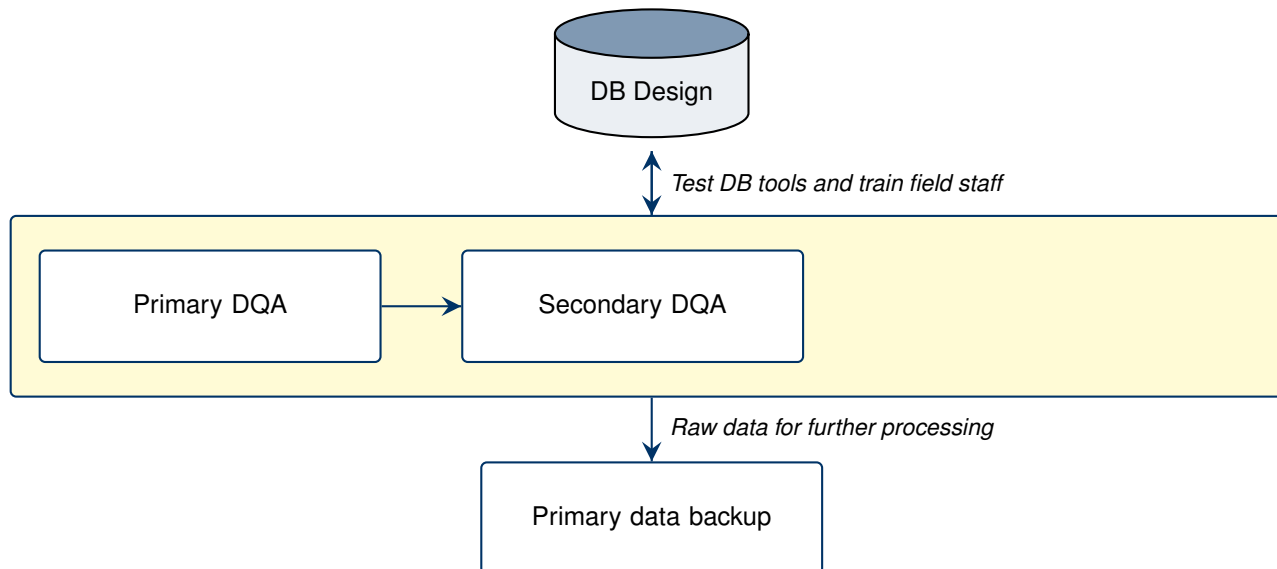 DB Design
Test DB tools and train field staff
Primary DQA
Secondary DQA
Raw data for further processing
Primary data backup